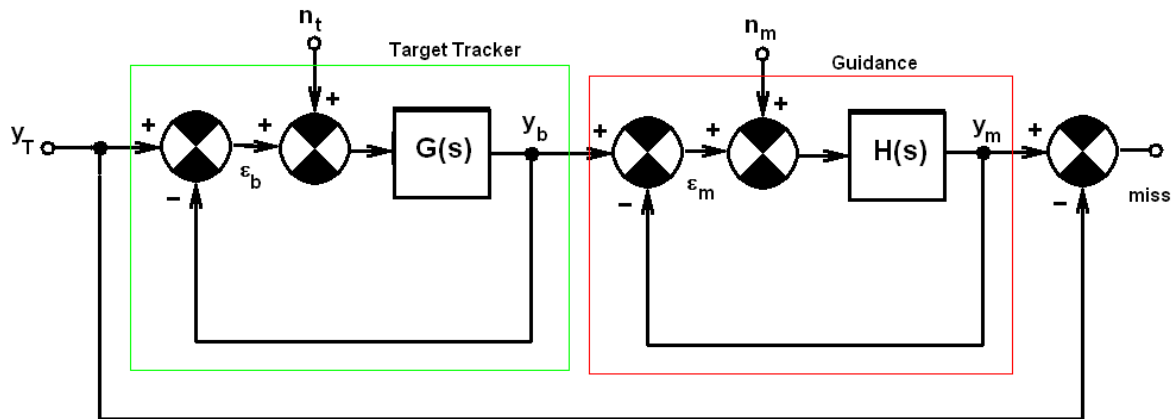 n_t
n_m
Target Tracker
Guidance
y_T
+
+
+
G(s)
y_b
+
+
+
H(s)
y_m
+
ε_b
−
ε_m
−
−
miss